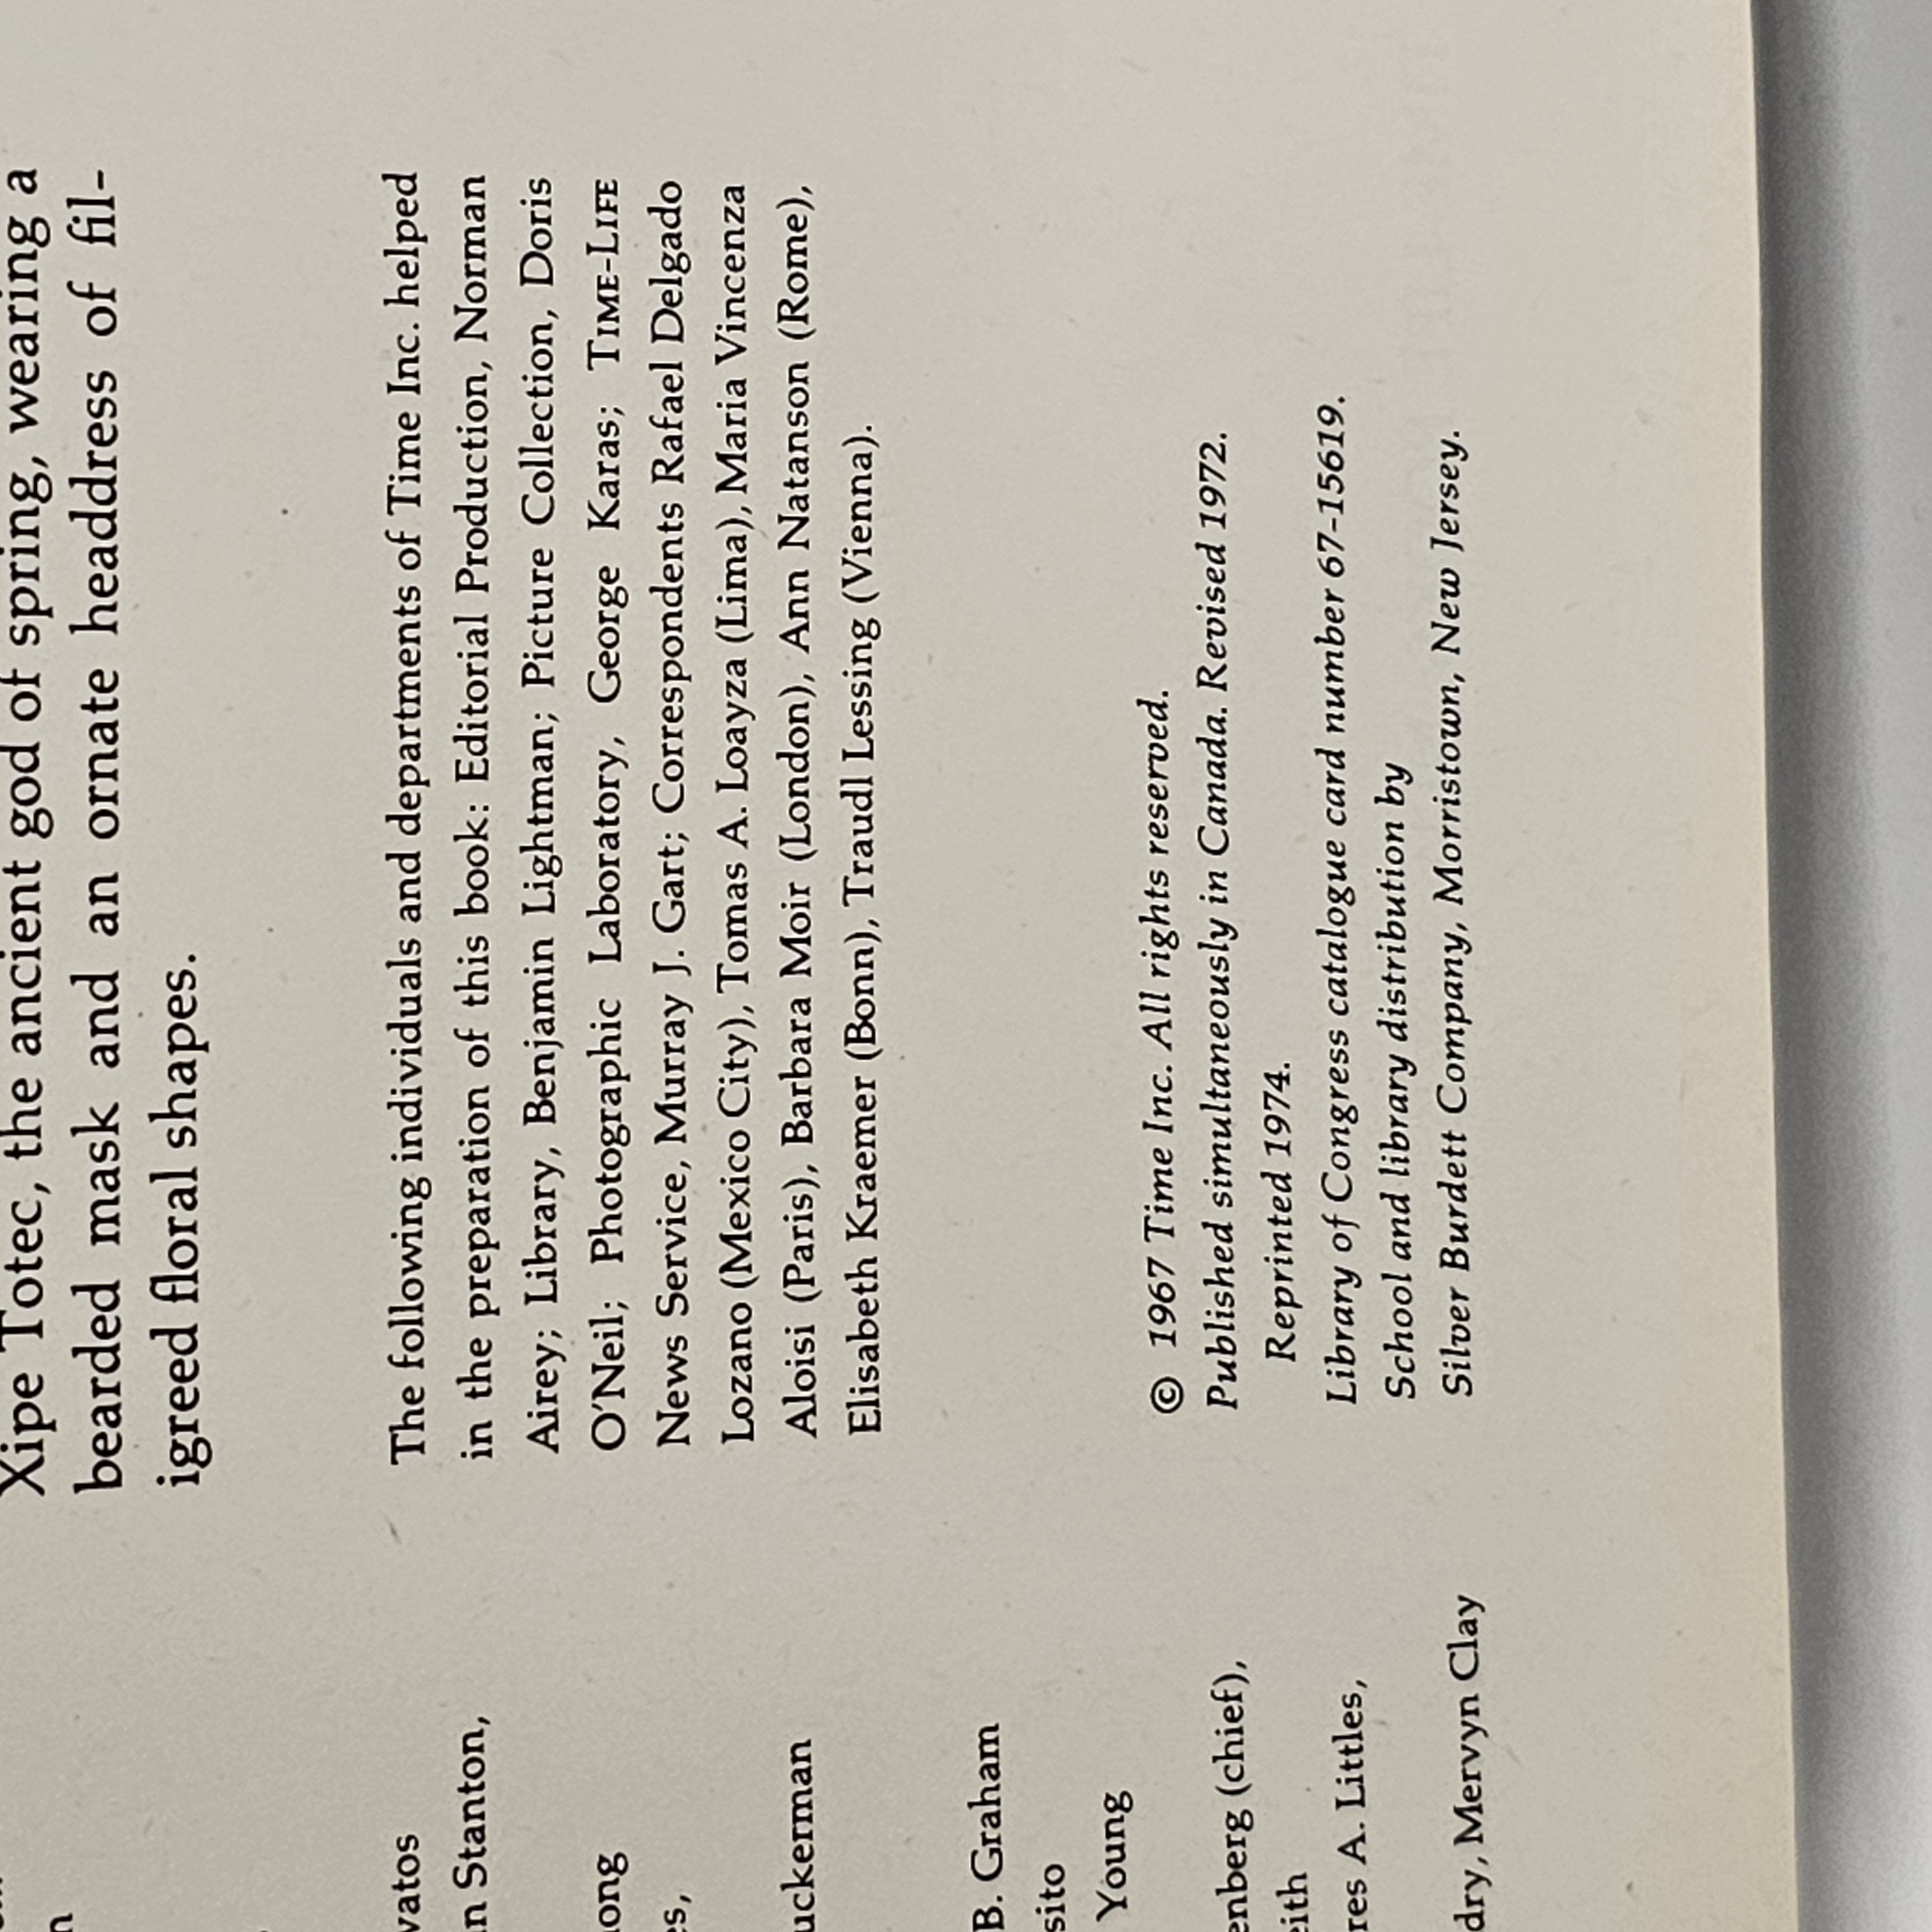 n
vatos
n Stanton,
ong
es,
uckerman
B. Graham
sito
Young
enberg (chief),
eith
res A. Littles,
dry, Mervyn Clay
Xipe Totec, the ancient god of spring, wearing a
bearded mask and an ornate headdress of fil-
igreed floral shapes.
The following individuals and departments of Time Inc. helped
in the preparation of this book: Editorial Production, Norman
Airey; Library, Benjamin Lightman; Picture Collection, Doris
O'Neil; Photographic Laboratory, George Karas; TIME-LIFE
News Service, Murray J. Gart; Correspondents Rafael Delgado
Lozano (Mexico City), Tomas A. Loayza (Lima), Maria Vincenza
Aloisi (Paris), Barbara Moir (London), Ann Natanson (Rome),
Elisabeth Kraemer (Bonn), Traudl Lessing (Vienna).
© 1967 Time Inc. All rights reserved.
Published simultaneously in Canada. Revised 1972.
Reprinted 1974.
Library of Congress catalogue card number 67-15619.
School and library distribution by
Silver Burdett Company, Morristown, New Jersey.